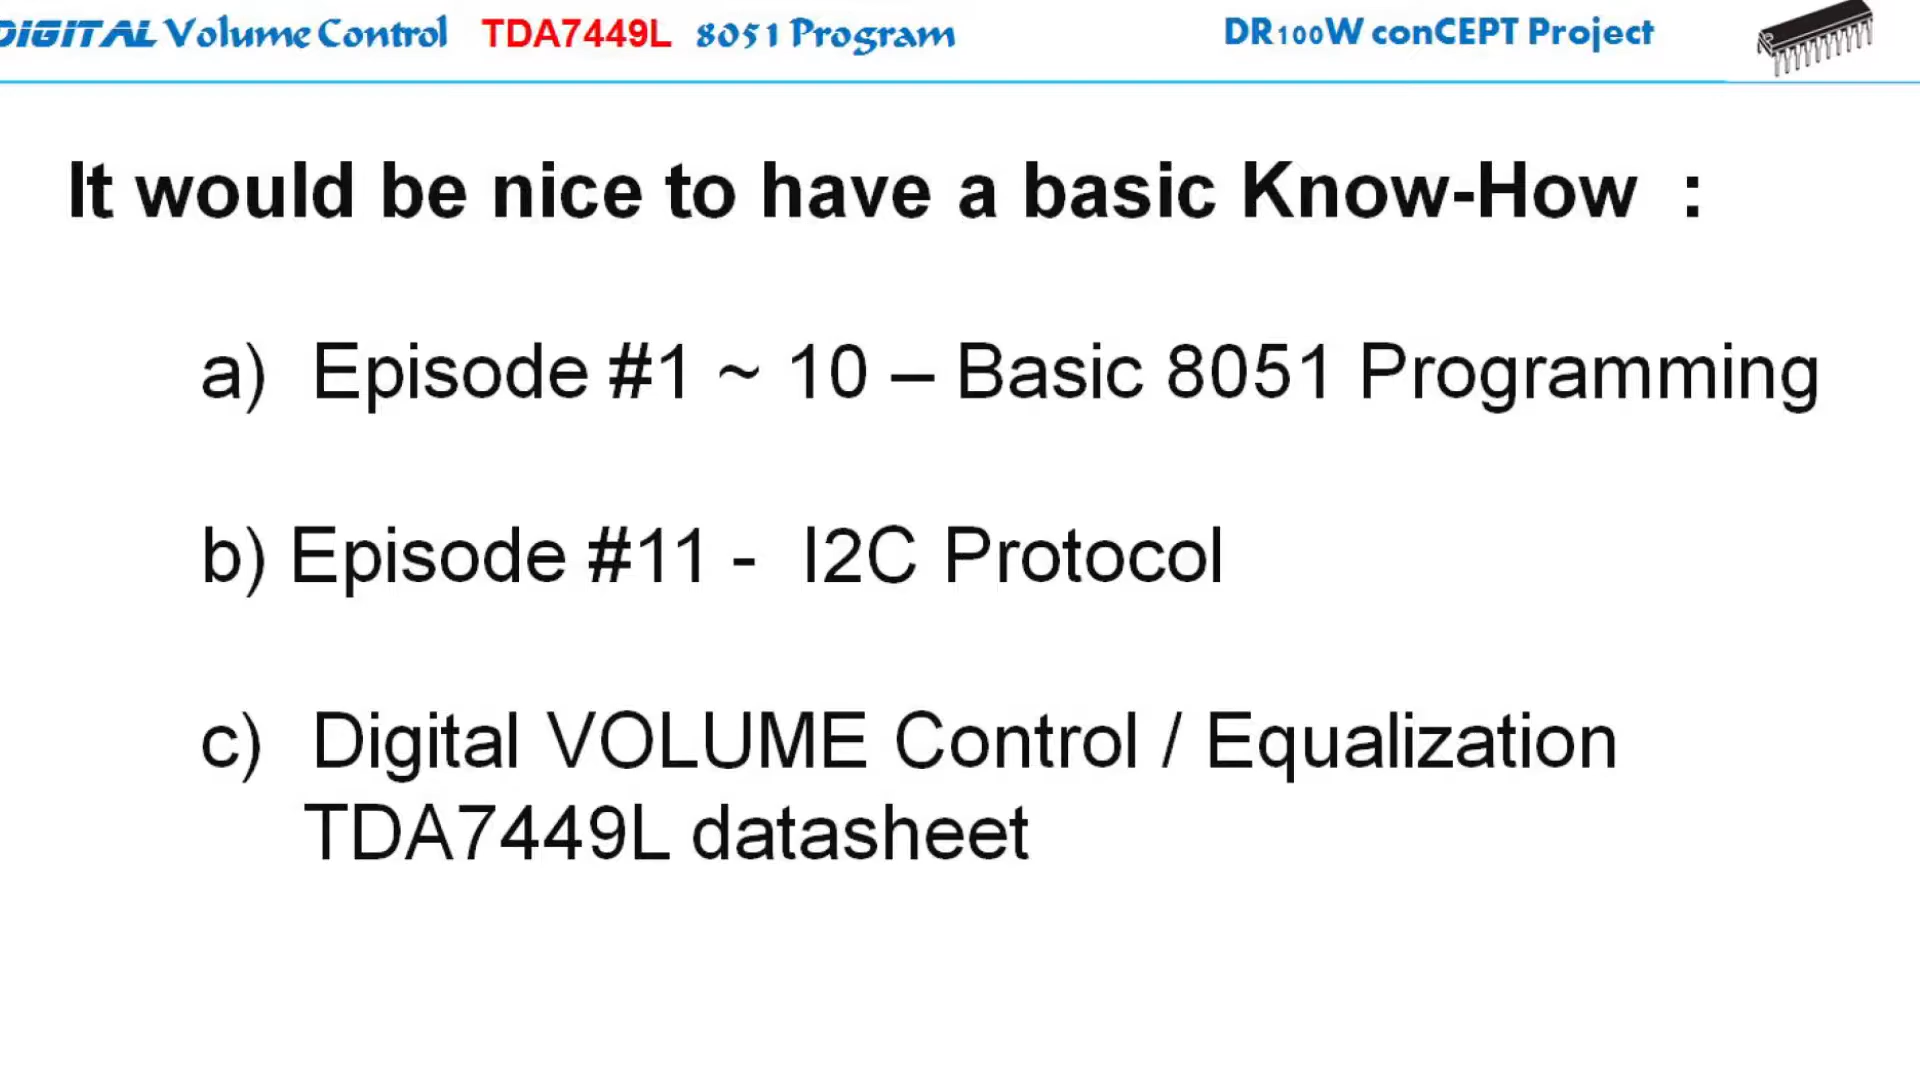 DIGITAL Volume Control TDA7449L 8051 Program DR100W conCEPT Project
It would be nice to have a basic Know-How :
a) Episode #1 ~ 10 – Basic 8051 Programming
b) Episode #11 - I2C Protocol
c) Digital VOLUME Control / Equalization
TDA7449L datasheet